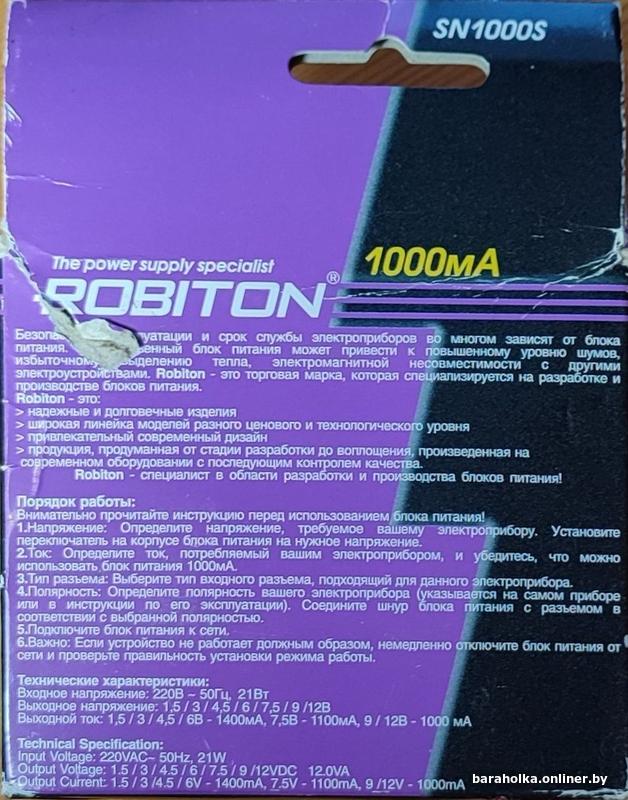 SN1000S
1000мА
The power supply specialist
ROBITON®
эксплуатации и срок службы электроприборов во многом зависят от блока
питания. блок питания может привести к повышенному уровню шумов,
избыточному выделению тепла, электромагнитной несовместимости с другими
электроустройствами. Robiton - это торговая марка, которая специализируется на разработке и
производстве блоков питания.
Robiton - это:
> надежные и долговечные изделия
> широкая линейка моделей разного ценового и технологического уровня
> привлекательный современный дизайн
> продукция, продуманная от стадии разработки до воплощения, произведенная на
современном оборудовании с последующим контролем качества.
Robiton - специалист в области разработки и производства блоков питания!
Порядок работы:
Внимательно прочитайте инструкцию перед использованием блока питания!
1.Напряжение: Определите напряжение, требуемое вашему электроприбору. Установите
переключатель на корпусе блока питания на нужное напряжение.
2.Ток: Определите ток, потребляемый вашим электроприбором, и убедитесь, что можно
использовать блок питания 1000мА.
3.Тип разъема: Выберите тип входного разъема, подходящий для данного электроприбора.
4.Полярность: Определите полярность вашего электроприбора (указывается на самом приборе
или в инструкции по его эксплуатации). Соедините шнур блока питания с разъемом в
соответствии с выбранной полярностью.
5.Подключите блок питания к сети.
6.Важно: Если устройство не работает должным образом, немедленно отключите блок питания от
сети и проверьте правильность установки режима работы.
Технические характеристики:
Входное напряжение: 220В ~ 50Гц, 21Вт
Выходное напряжение: 1,5 / 3 / 4,5 / 6 / 7,5 / 9 /12В
Выходной ток: 1,5 / 3 / 4,5 / 6В - 1400мА, 7,5В - 1100мА, 9 / 12В - 1000 мА
Technical Specification:
Input Voltage: 220VAC~ 50Hz, 21W
Output Voltage: 1.5 / 3 / 4.5 / 6 / 7.5 / 9 /12VDC 12.0VA
Output Current: 1.5 / 3 / 4.5 / 6V - 1400mA, 7.5V - 1100mA, 9 /12V - 1000mA
baraholka.onliner.by